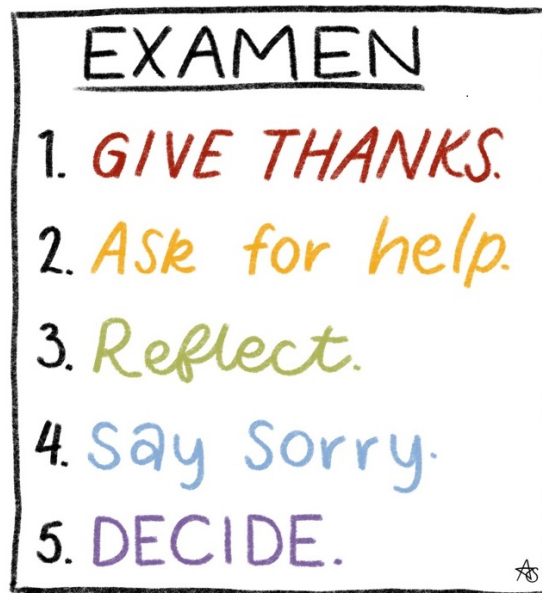 EXAMEN
1. GIVE THANKS.
2. Ask for help.
3. Reflect.
4. Say Sorry.
5. DECIDE.